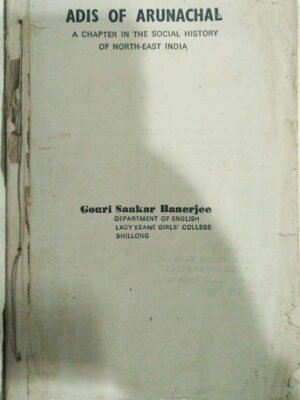 ADIS OF ARUNACHAL
A CHAPTER IN THE SOCIAL HISTORY
OF NORTH-EAST INDIA
Gouri Sankar Banerjee
DEPARTMENT OF ENGLISH
LADY KEANE GIRLS' COLLEGE
SHILLONG